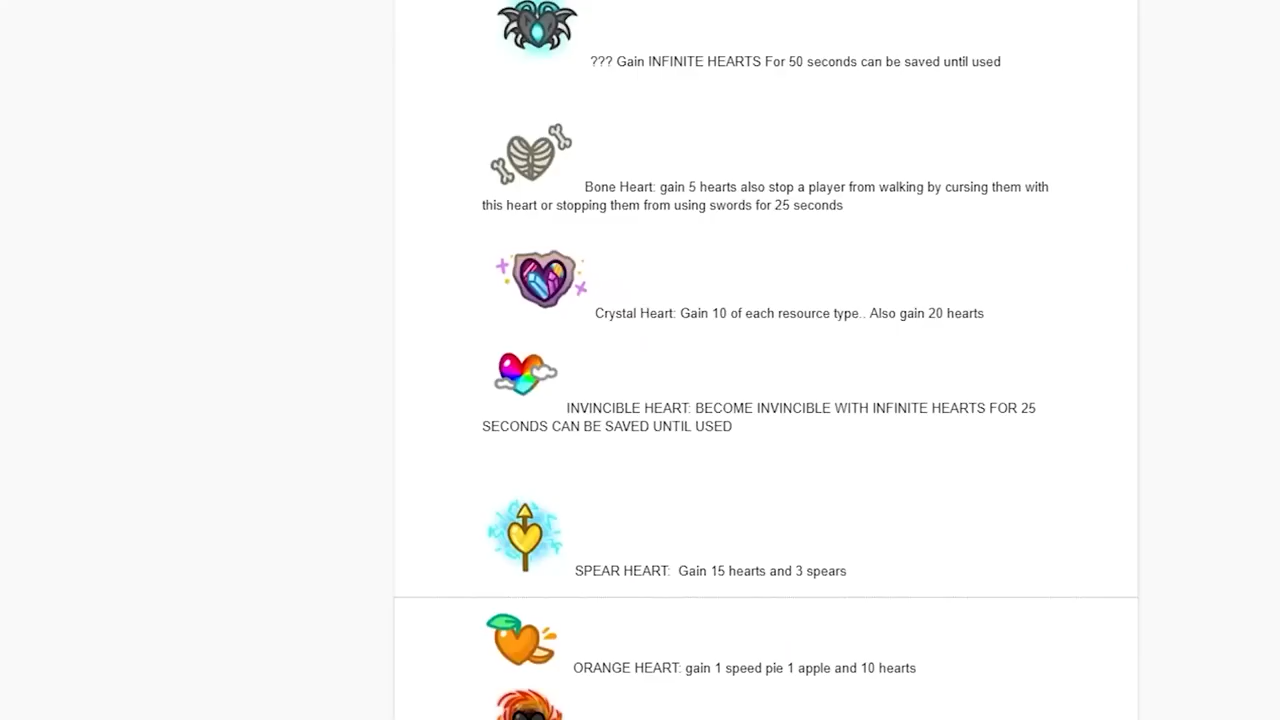 ??? Gain INFINITE HEARTS For 50 seconds can be saved until used
Bone Heart: gain 5 hearts also stop a player from walking by cursing them with
this heart or stopping them from using swords for 25 seconds
Crystal Heart: Gain 10 of each resource type.. Also gain 20 hearts
INVINCIBLE HEART: BECOME INVINCIBLE WITH INFINITE HEARTS FOR 25
SECONDS CAN BE SAVED UNTIL USED
SPEAR HEART:  Gain 15 hearts and 3 spears
ORANGE HEART: gain 1 speed pie 1 apple and 10 hearts